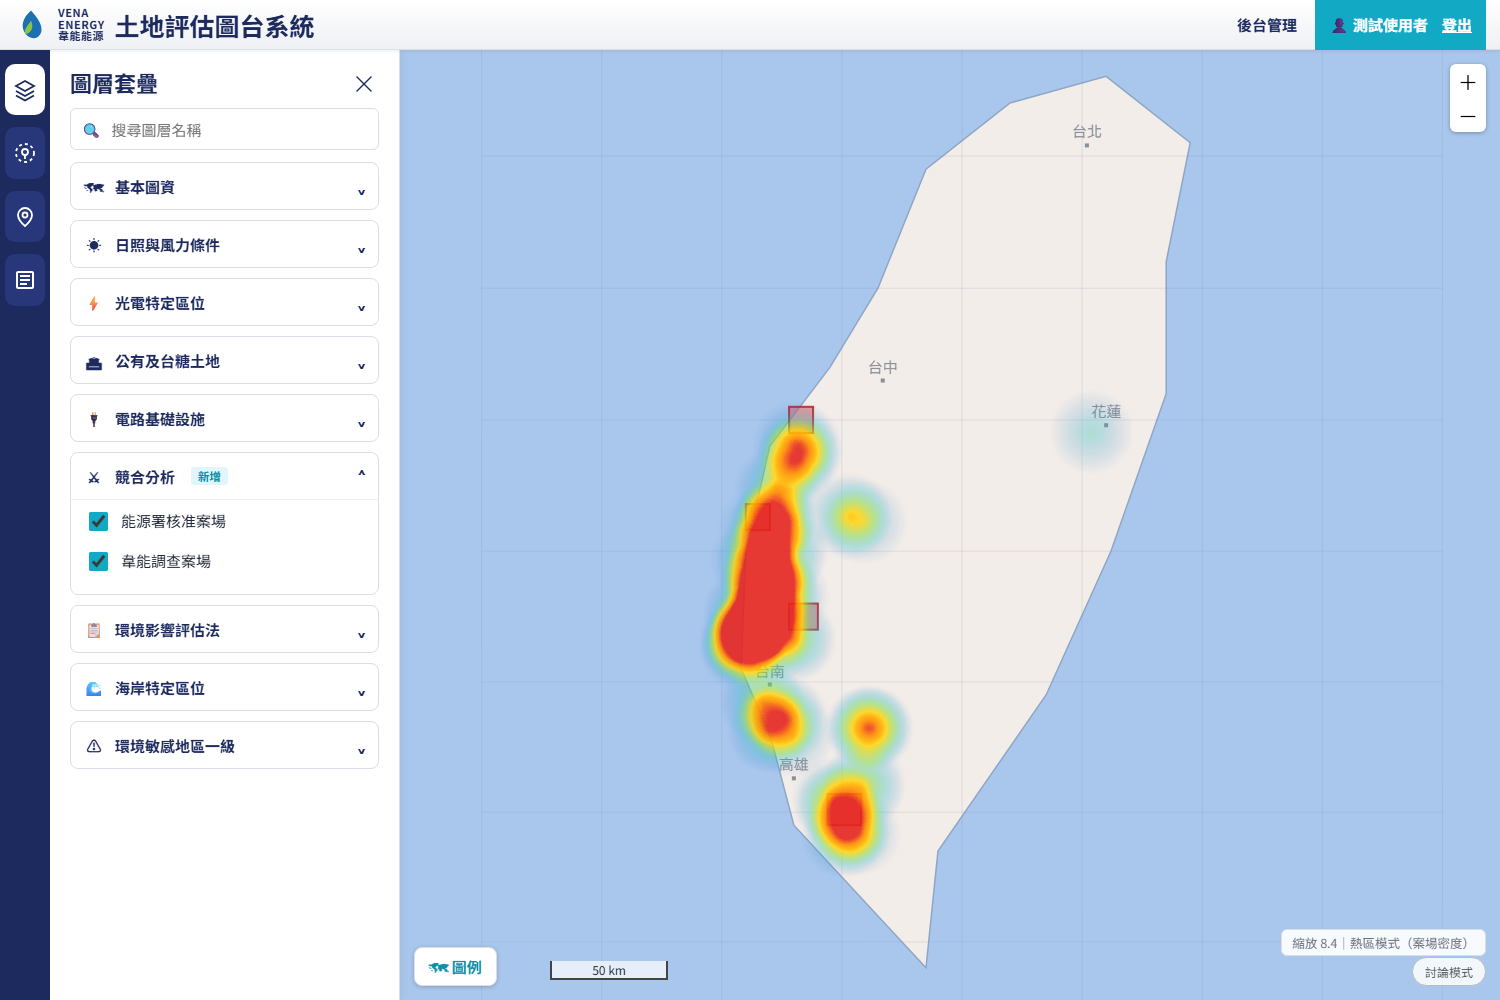 VENA
ENERGY
韋能能源
土地評估圖台系統
後台管理
測試使用者 登出
圖層套疊
搜尋圖層名稱
基本圖資
日照與風力條件
光電特定區位
公有及台糖土地
電路基礎設施
競合分析 新增
能源署核准案場
韋能調查案場
環境影響評估法
海岸特定區位
環境敏感地區一級
台北
台中
花蓮
台南
高雄
圖例
50 km
縮放 8.4｜熱區模式（案場密度）
討論模式